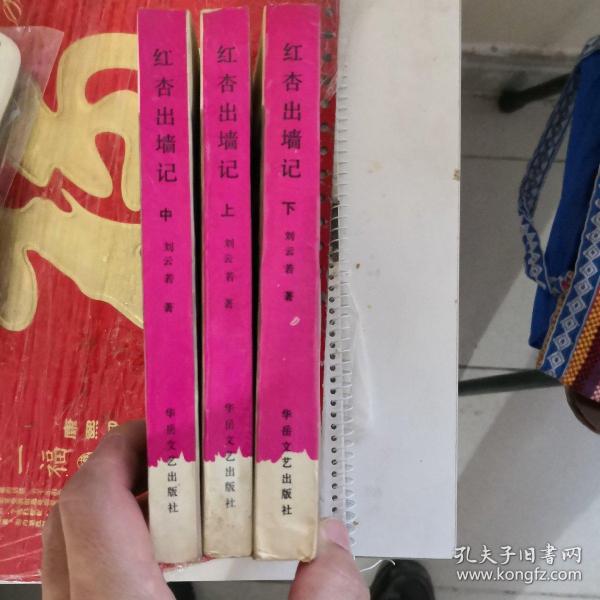 红杏出墙记
中
刘云若 著
华岳文艺出版社
红杏出墙记
上
刘云若 著
华岳文艺出版社
红杏出墙记
下
刘云若 著
华岳文艺出版社
一福
孔夫子旧书网
www.kongfz.com